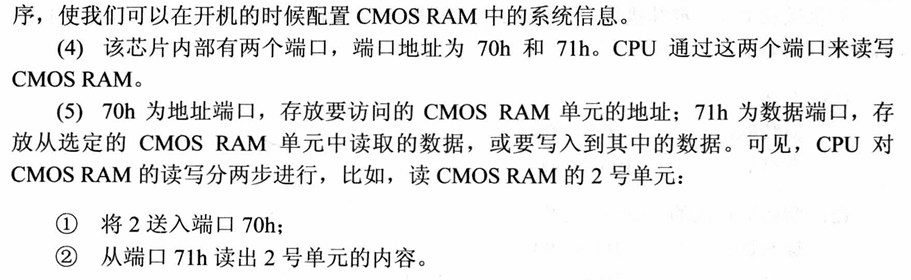 序，使我们可以在开机的时候配置 CMOS RAM 中的系统信息。
(4) 该芯片内部有两个端口，端口地址为 70h 和 71h。CPU 通过这两个端口来读写
CMOS RAM。
(5) 70h 为地址端口，存放要访问的 CMOS RAM 单元的地址；71h 为数据端口，存
放从选定的 CMOS RAM 单元中读取的数据，或要写入到其中的数据。可见，CPU 对
CMOS RAM 的读写分两步进行，比如，读 CMOS RAM 的 2 号单元：
① 将 2 送入端口 70h；
② 从端口 71h 读出 2 号单元的内容。